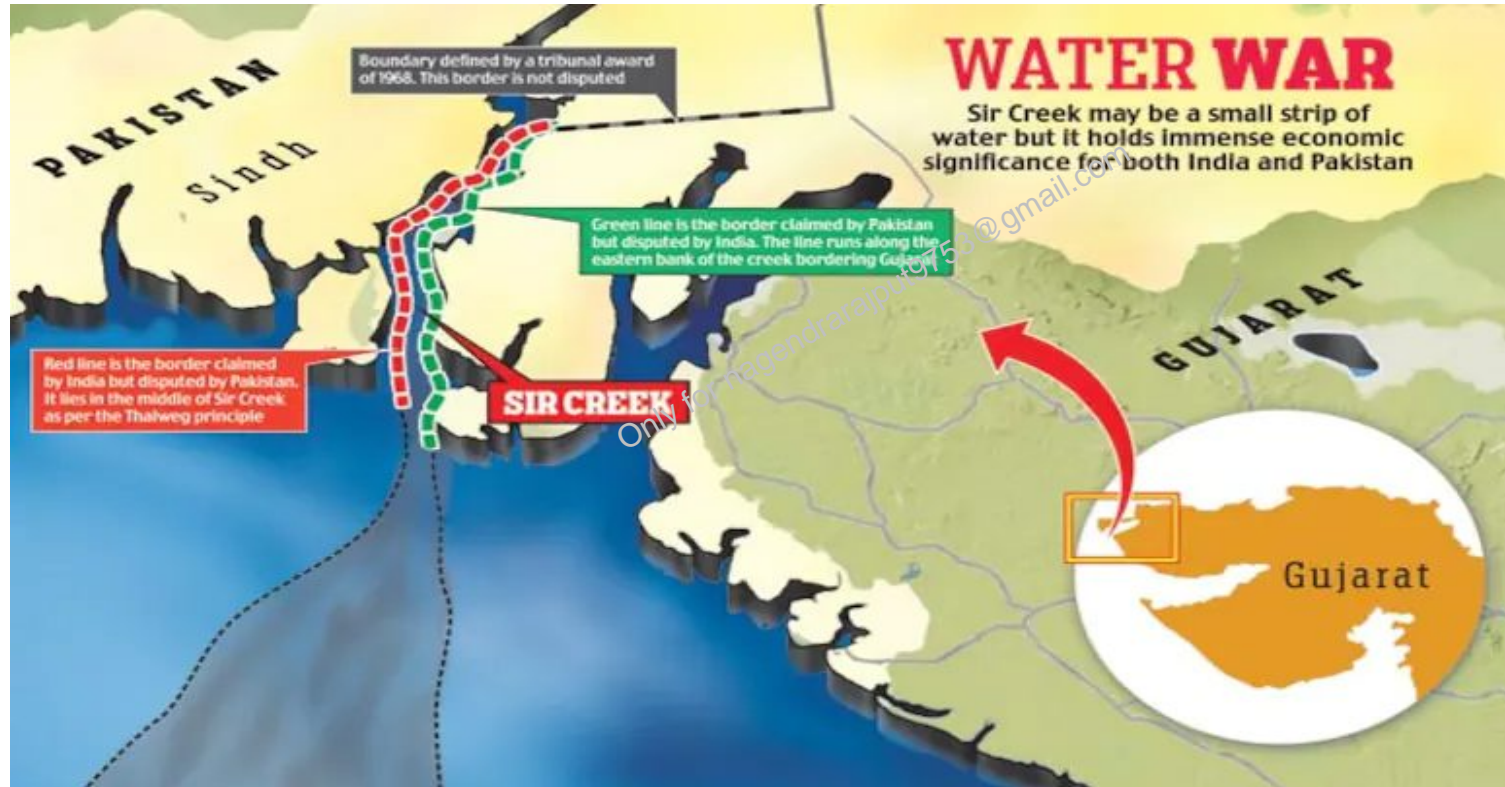 WATER WAR
Sir Creek may be a small strip of
water but it holds immense economic
significance for both India and Pakistan
Boundary defined by a tribunal award
of 1968. This border is not disputed
PAKISTAN
Sindh
Green line is the border claimed by Pakistan
but disputed by India. The line runs along the
eastern bank of the creek bordering Gujarat
GUJARAT
Red line is the border claimed
by India but disputed by Pakistan.
It lies in the middle of Sir Creek
as per the Thalweg principle
SIR CREEK
Gujarat